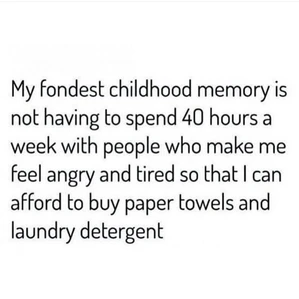 My fondest childhood memory is
not having to spend 40 hours a
week with people who make me
feel angry and tired so that I can
afford to buy paper towels and
laundry detergent